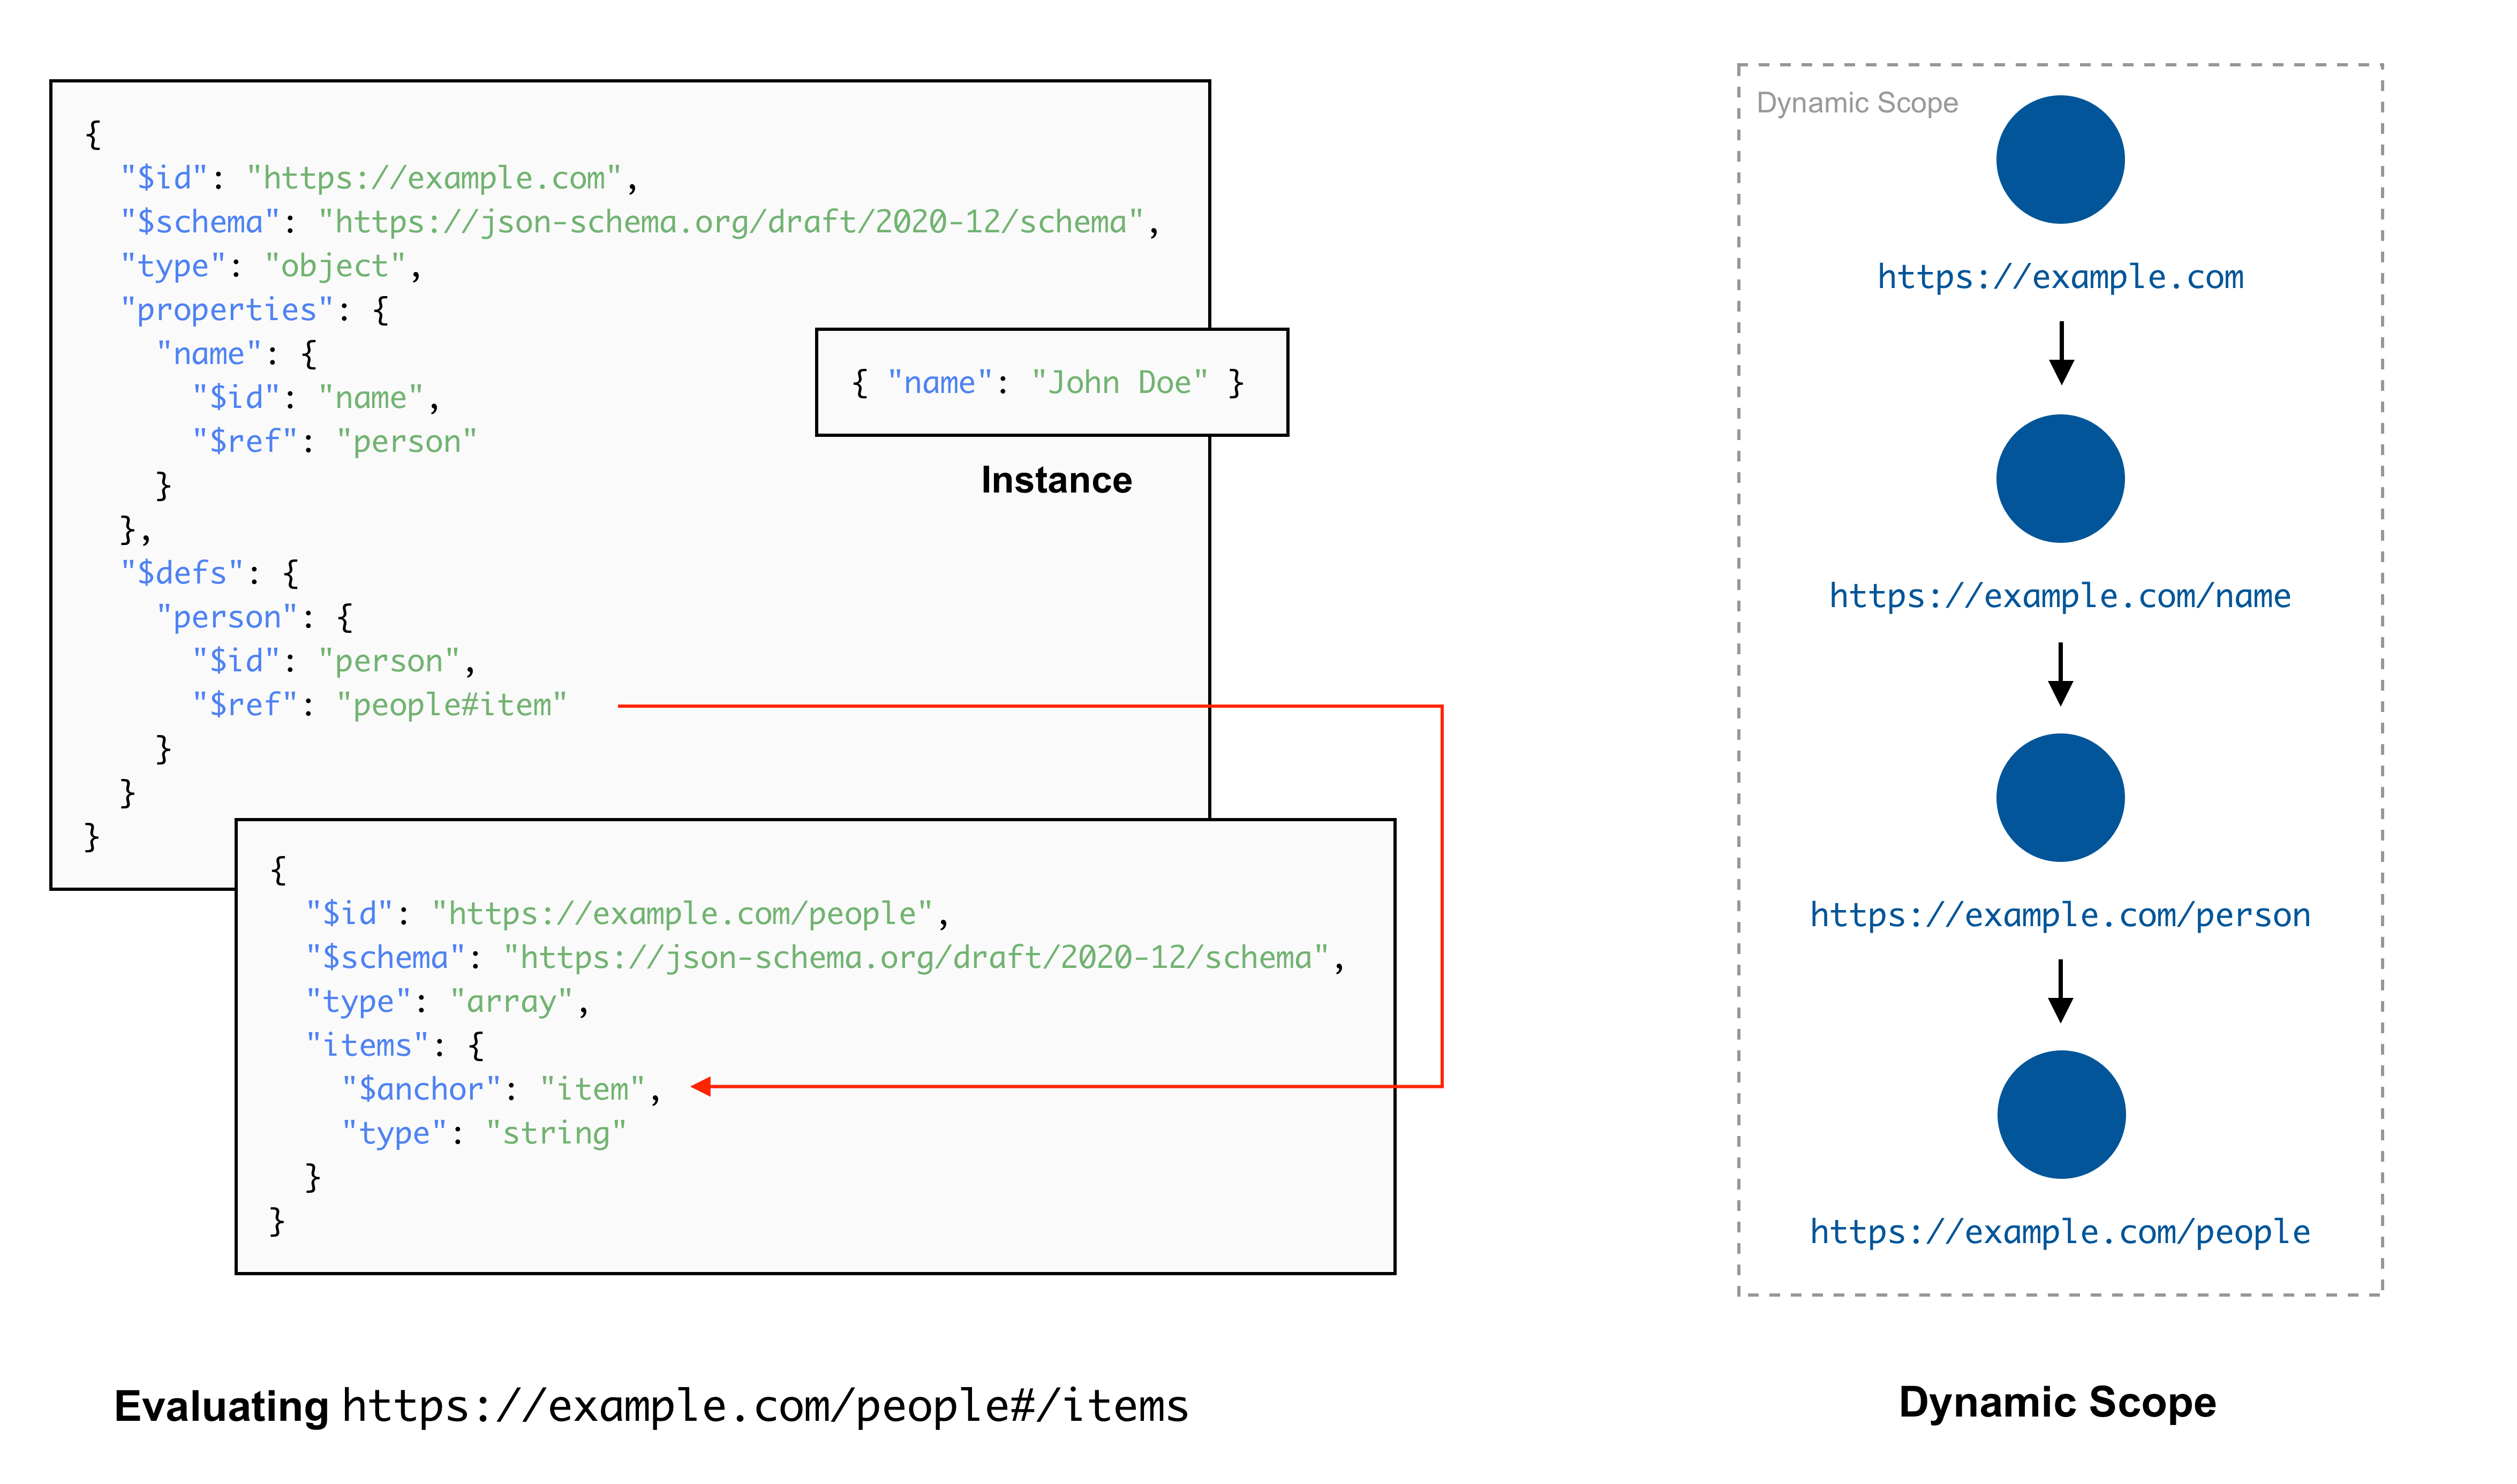 {
  "$id": "https://example.com",
  "$schema": "https://json-schema.org/draft/2020-12/schema",
  "type": "object",
  "properties": {
    "name": {
      "$id": "name",
      "$ref": "person"
    }
  },
  "$defs": {
    "person": {
      "$id": "person",
      "$ref": "people#item"
    }
  }
}
{ "name": "John Doe" }
Instance
{
  "$id": "https://example.com/people",
  "$schema": "https://json-schema.org/draft/2020-12/schema",
  "type": "array",
  "items": {
    "$anchor": "item",
    "type": "string"
  }
}
Evaluating https://example.com/people#/items
Dynamic Scope
https://example.com
https://example.com/name
https://example.com/person
https://example.com/people
Dynamic Scope